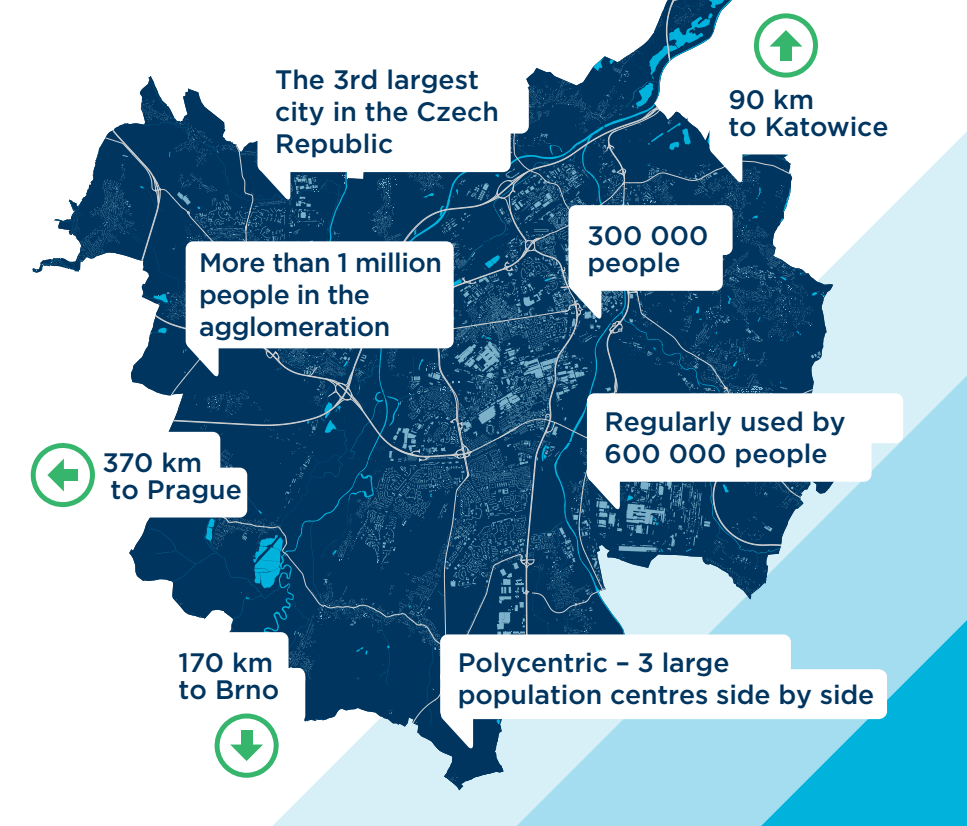 The 3rd largest
city in the Czech
Republic
90 km
to Katowice
300 000
people
More than 1 million
people in the
agglomeration
Regularly used by
600 000 people
370 km
to Prague
170 km
to Brno
Polycentric – 3 large
population centres side by side